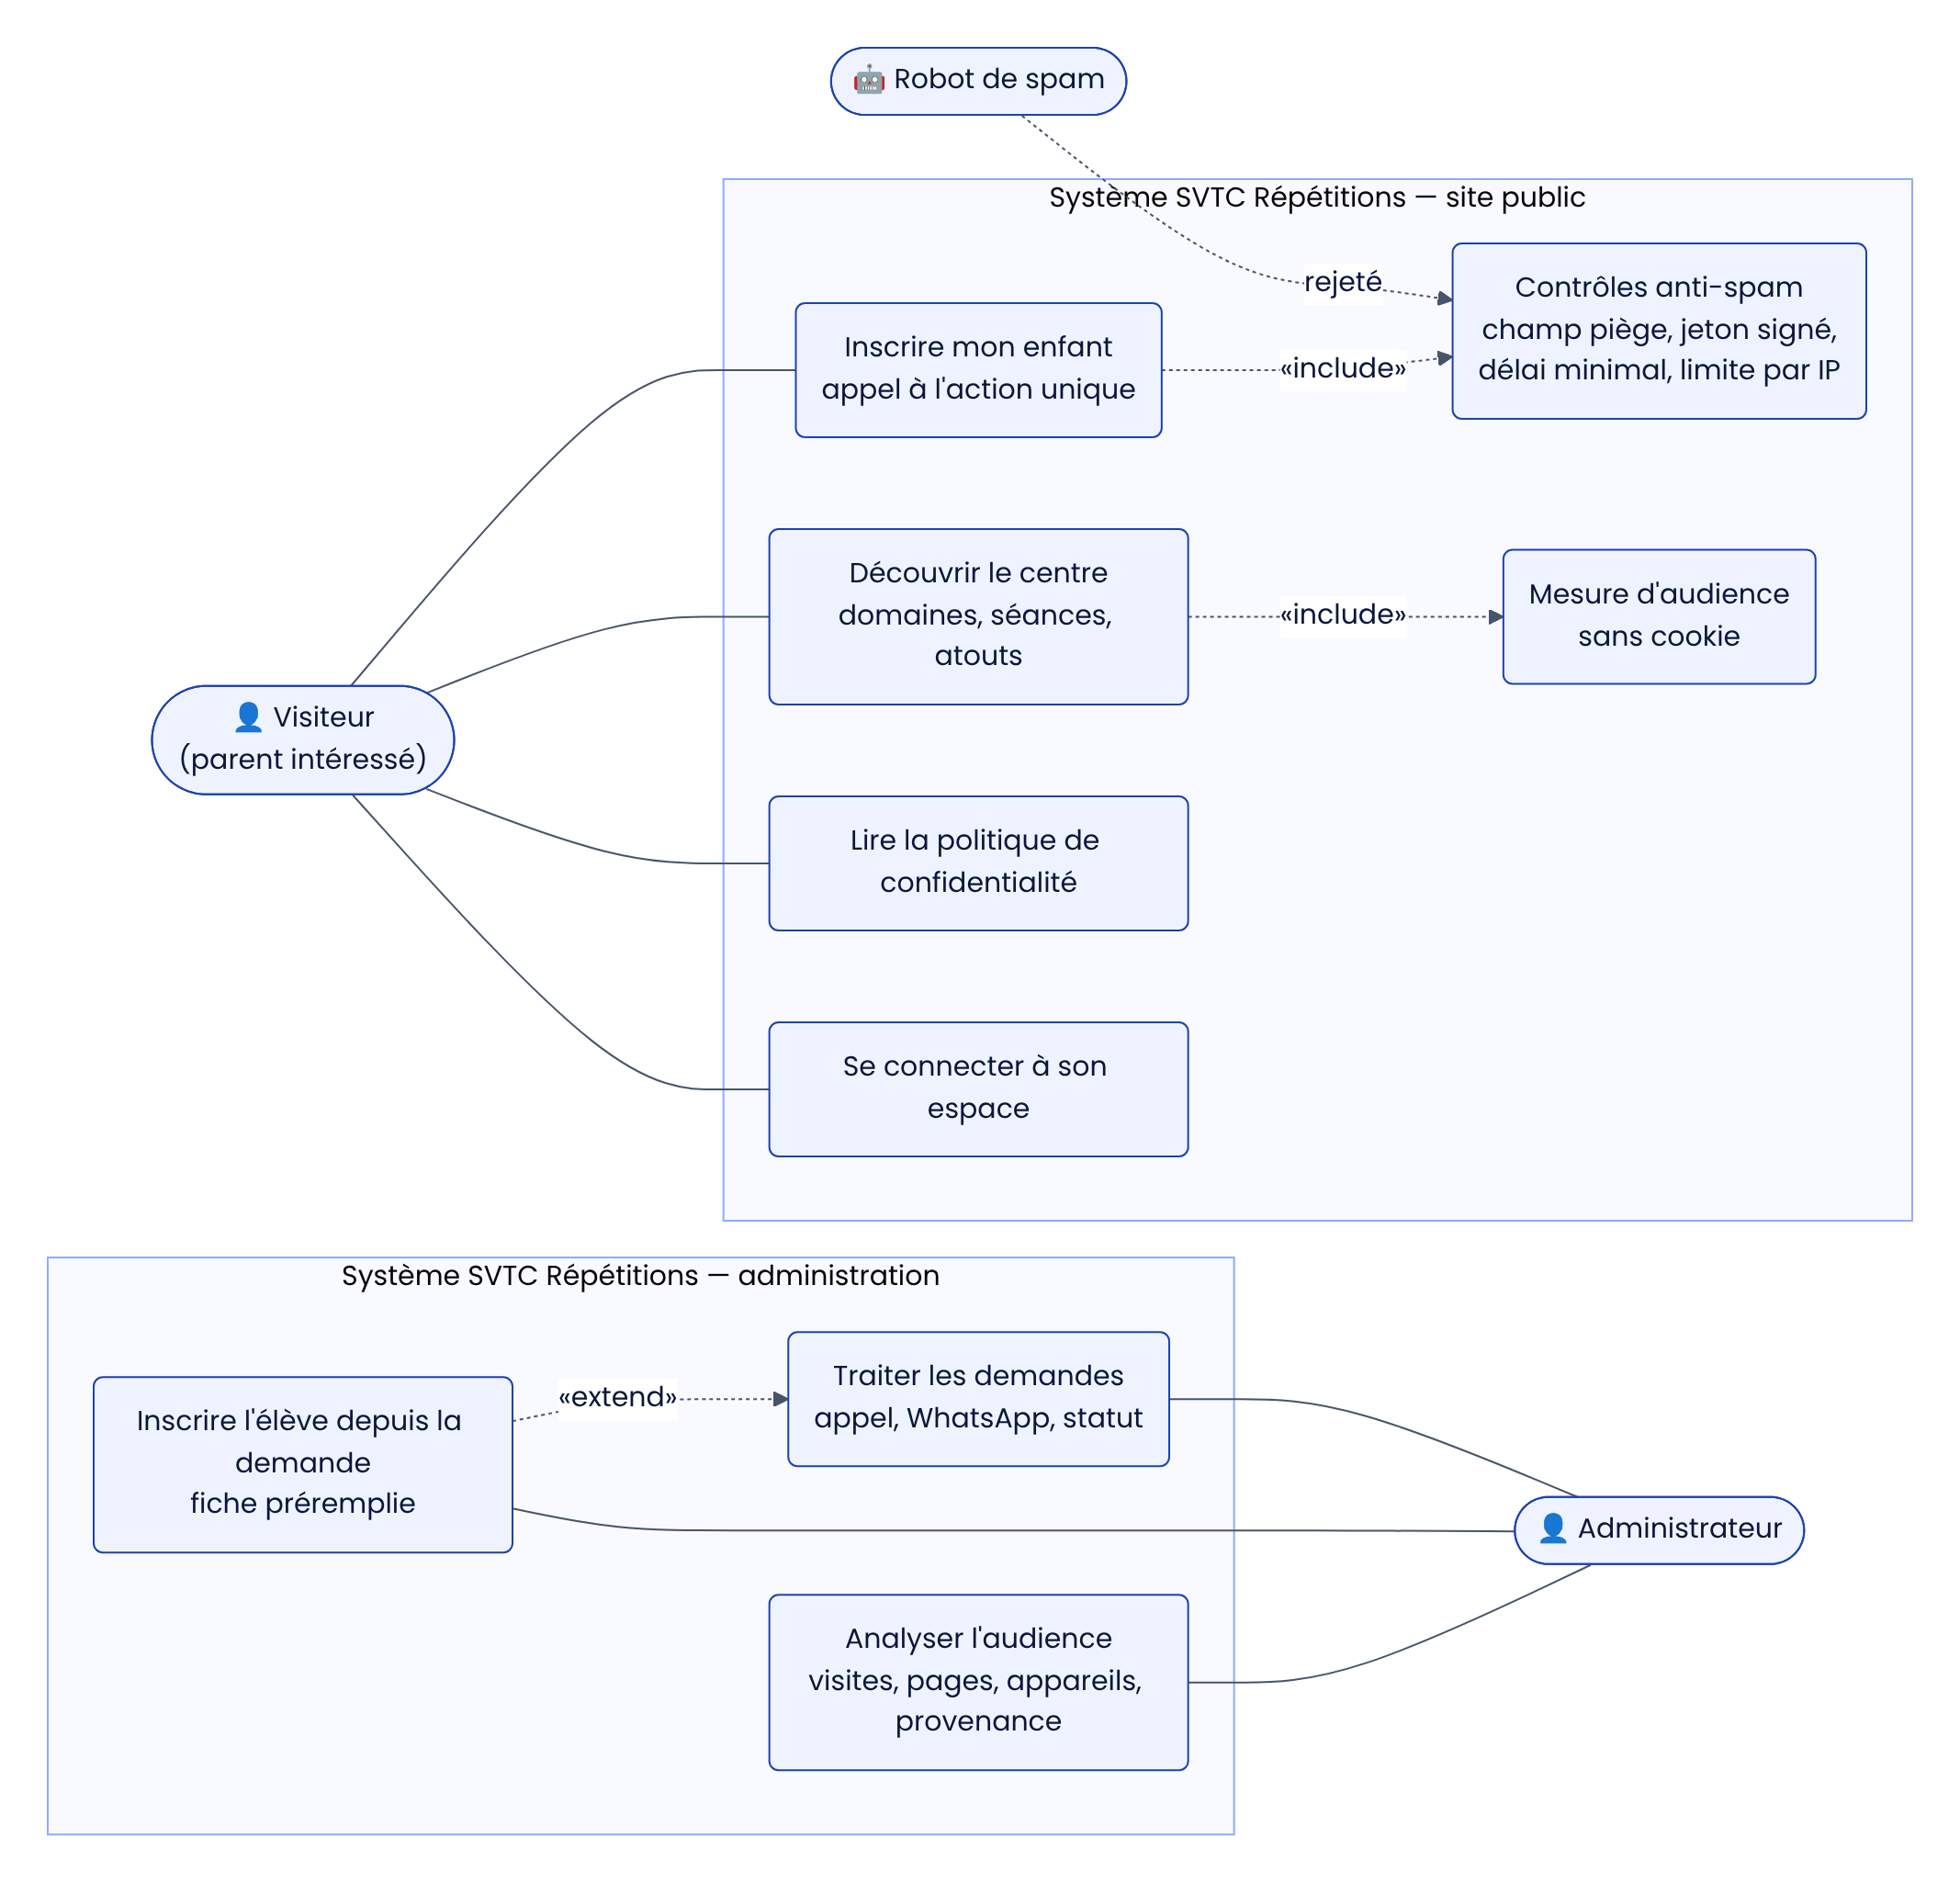 🤖 Robot de spam
Système SVTC Répétitions — site public
rejeté
Contrôles anti-spam
champ piège, jeton signé,
délai minimal, limite par IP
Inscrire mon enfant
appel à l'action unique
«include»
Découvrir le centre
domaines, séances,
atouts
«include»
Mesure d'audience
sans cookie
👤 Visiteur
(parent intéressé)
Lire la politique de
confidentialité
Se connecter à son
espace
Système SVTC Répétitions — administration
Inscrire l'élève depuis la
demande
fiche préremplie
«extend»
Traiter les demandes
appel, WhatsApp, statut
👤 Administrateur
Analyser l'audience
visites, pages, appareils,
provenance